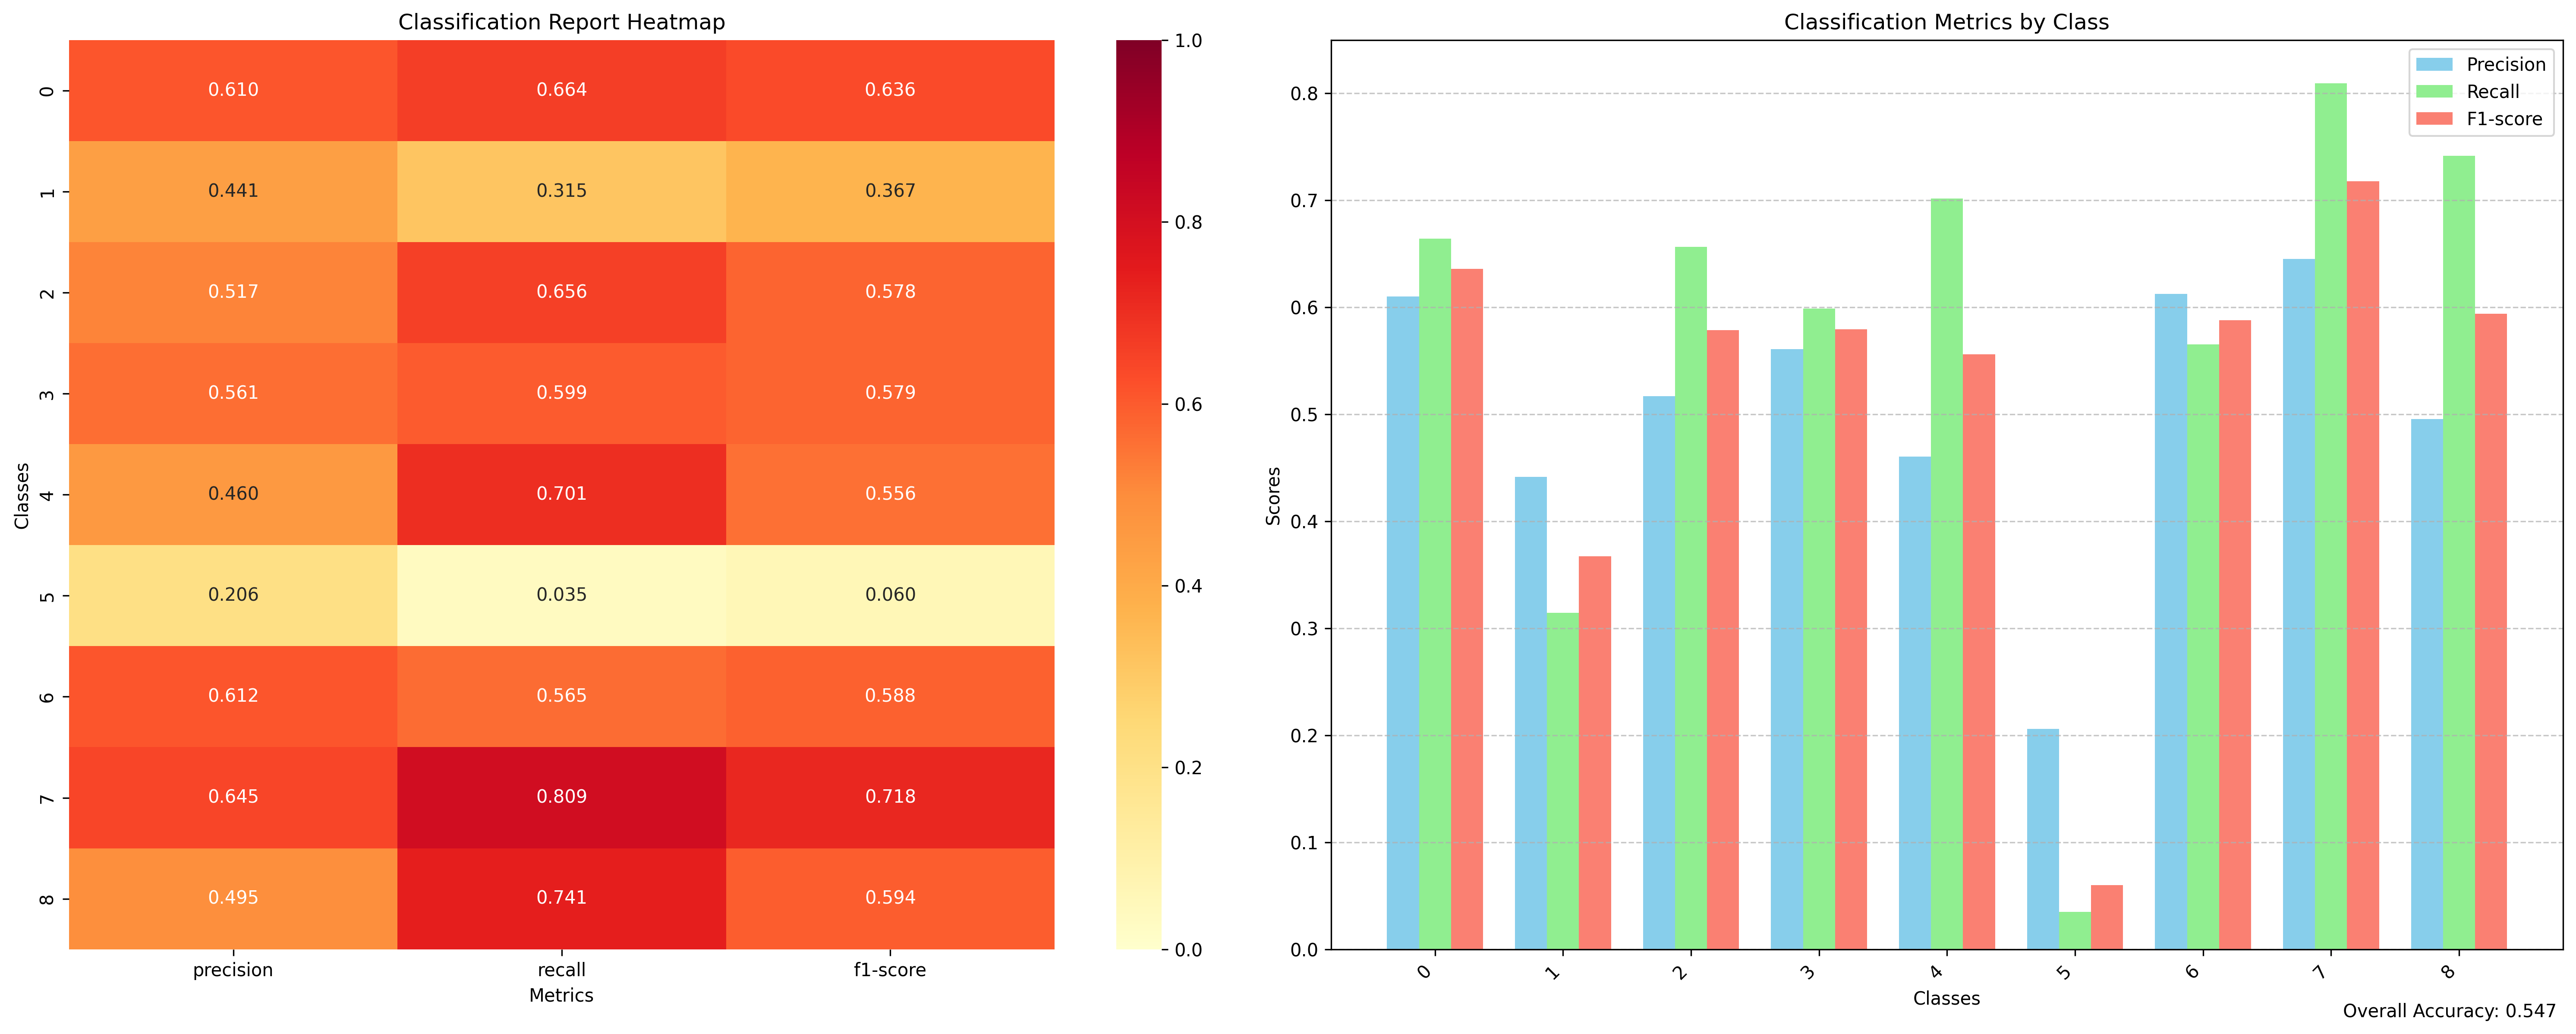 Classification Report Heatmap
0 0.610 0.664 0.636
1 0.441 0.315 0.367
2 0.517 0.656 0.578
3 0.561 0.599 0.579
4 0.460 0.701 0.556
5 0.206 0.035 0.060
6 0.612 0.565 0.588
7 0.645 0.809 0.718
8 0.495 0.741 0.594
Classes
precision recall f1-score
Metrics
1.0
0.8
0.6
0.4
0.2
0.0
Classification Metrics by Class
Precision
Recall
F1-score
0.8
0.7
0.6
0.5
0.4
0.3
0.2
0.1
0.0
Scores
0 1 2 3 4 5 6 7 8
Classes
Overall Accuracy: 0.547